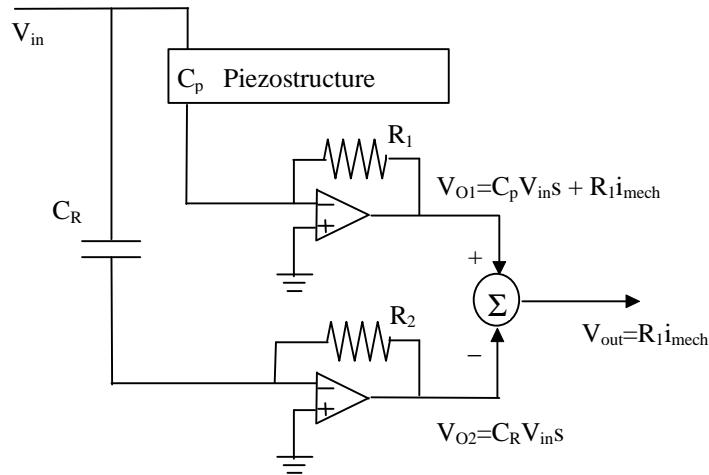 V_in
C_p Piezostructure
R_1
V_O1=C_pV_ins + R_1i_mech
C_R
+
Σ
R_2
V_out=R_1i_mech
−
V_O2=C_RV_ins